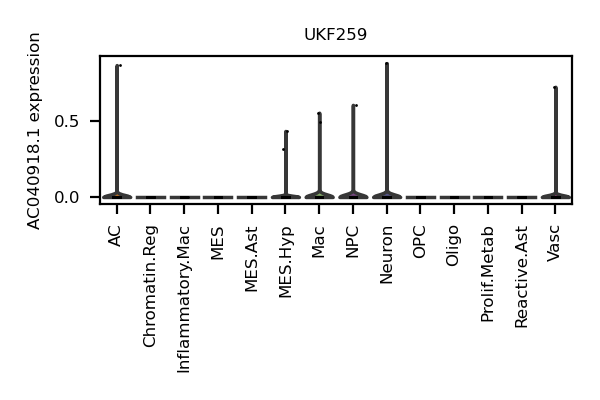 UKF259
AC040918.1 expression
0.5
0.0
AC
Chromatin.Reg
Inflammatory.Mac
MES
MES.Ast
MES.Hyp
Mac
NPC
Neuron
OPC
Oligo
Prolif.Metab
Reactive.Ast
Vasc